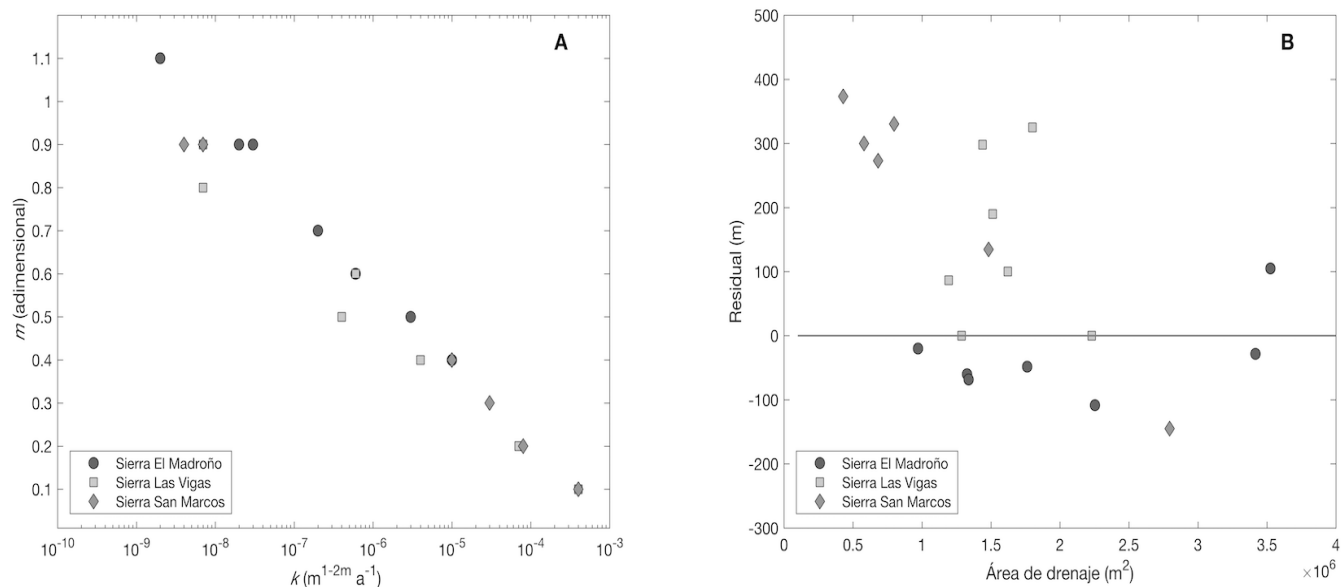 A
m (adimensional)
1.1
1
0.9
0.8
0.7
0.6
0.5
0.4
0.3
0.2
0.1
Sierra El Madroño
Sierra Las Vigas
Sierra San Marcos
10⁻¹⁰ 10⁻⁹ 10⁻⁸ 10⁻⁷ 10⁻⁶ 10⁻⁵ 10⁻⁴ 10⁻³
k (m¹⁻²ᵐ a⁻¹)
B
Residual (m)
500
400
300
200
100
0
-100
-200
-300
Sierra El Madroño
Sierra Las Vigas
Sierra San Marcos
0 0.5 1 1.5 2 2.5 3 3.5 4
Área de drenaje (m²) ×10⁶